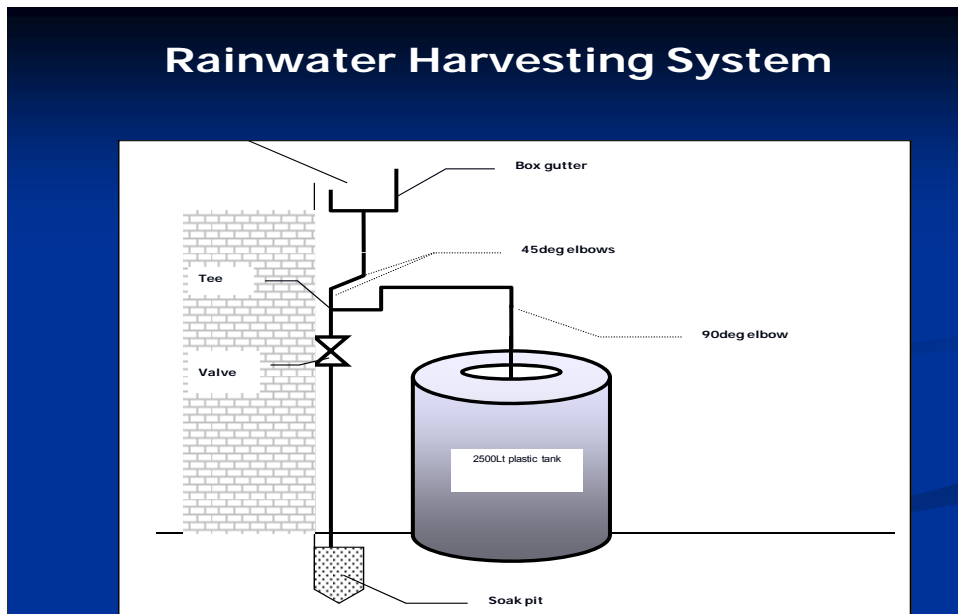 Rainwater Harvesting System
Box gutter
45deg elbows
Tee
90deg elbow
Valve
2500Lt plastic tank
Soak pit